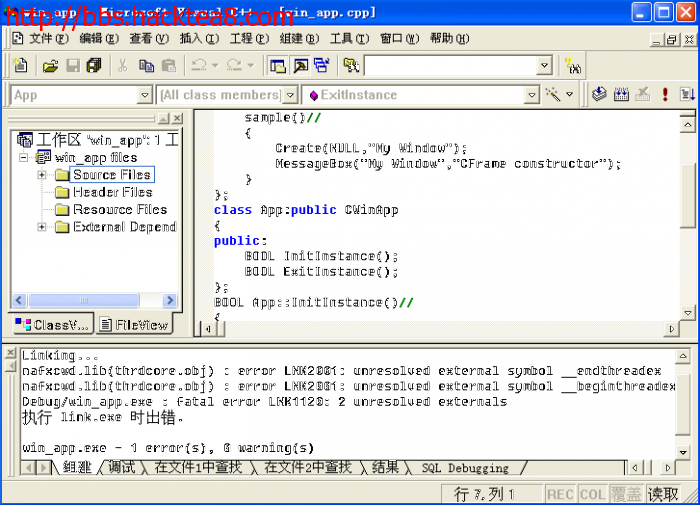 http://bbs.hacktea8.com
win_app - Microsoft Visual C++ - [win_app.cpp]
文件(F) 编辑(E) 查看(V) 插入(I) 工程(P) 组建(B) 工具(T) 窗口(W) 帮助(H)
App [All class members] ExitInstance
工作区 "win_app": 1 工
win_app files
Source Files
Header Files
Resource Files
External Depend
ClassV... FileView
sample()//
{
Create(NULL,"My Window");
MessageBox("My Window","CFrame constructor");
}
};
class App:public CWinApp
{
public:
BOOL InitInstance();
BOOL ExitInstance();
};
BOOL App::InitInstance()//
{
Linking...
nafxcwd.lib(thrdcore.obj) : error LNK2001: unresolved external symbol __endthreadex
nafxcwd.lib(thrdcore.obj) : error LNK2001: unresolved external symbol __beginthreadex
Debug/win_app.exe : fatal error LNK1120: 2 unresolved externals
执行 link.exe 时出错.
win_app.exe - 1 error(s), 0 warning(s)
组建 调试 在文件1中查找 在文件2中查找 结果 SQL Debugging
行 7, 列 1 REC COL 覆盖 读取